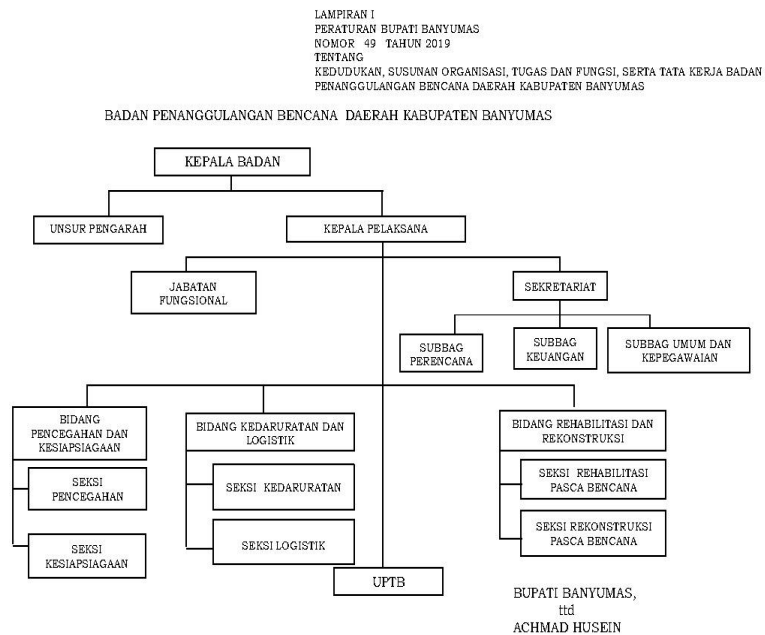 LAMPIRAN I
PERATURAN BUPATI BANYUMAS
NOMOR 49 TAHUN 2019
TENTANG
KEDUDUKAN, SUSUNAN ORGANISASI, TUGAS DAN FUNGSI, SERTA TATA KERJA BADAN
PENANGGULANGAN BENCANA DAERAH KABUPATEN BANYUMAS
BADAN PENANGGULANGAN BENCANA DAERAH KABUPATEN BANYUMAS
KEPALA BADAN
UNSUR PENGARAH
KEPALA PELAKSANA
JABATAN
FUNGSIONAL
SEKRETARIAT
SUBBAG
PERENCANA
SUBBAG
KEUANGAN
SUBBAG UMUM DAN
KEPEGAWAIAN
BIDANG
PENCEGAHAN DAN
KESIAPSIAGAAN
SEKSI
PENCEGAHAN
SEKSI
KESIAPSIAGAAN
BIDANG KEDARURATAN DAN
LOGISTIK
SEKSI KEDARURATAN
SEKSI LOGISTIK
BIDANG REHABILITASI DAN
REKONSTRUKSI
SEKSI REHABILITASI
PASCA BENCANA
SEKSI REKONSTRUKSI
PASCA BENCANA
UPTB
BUPATI BANYUMAS,
ttd
ACHMAD HUSEIN